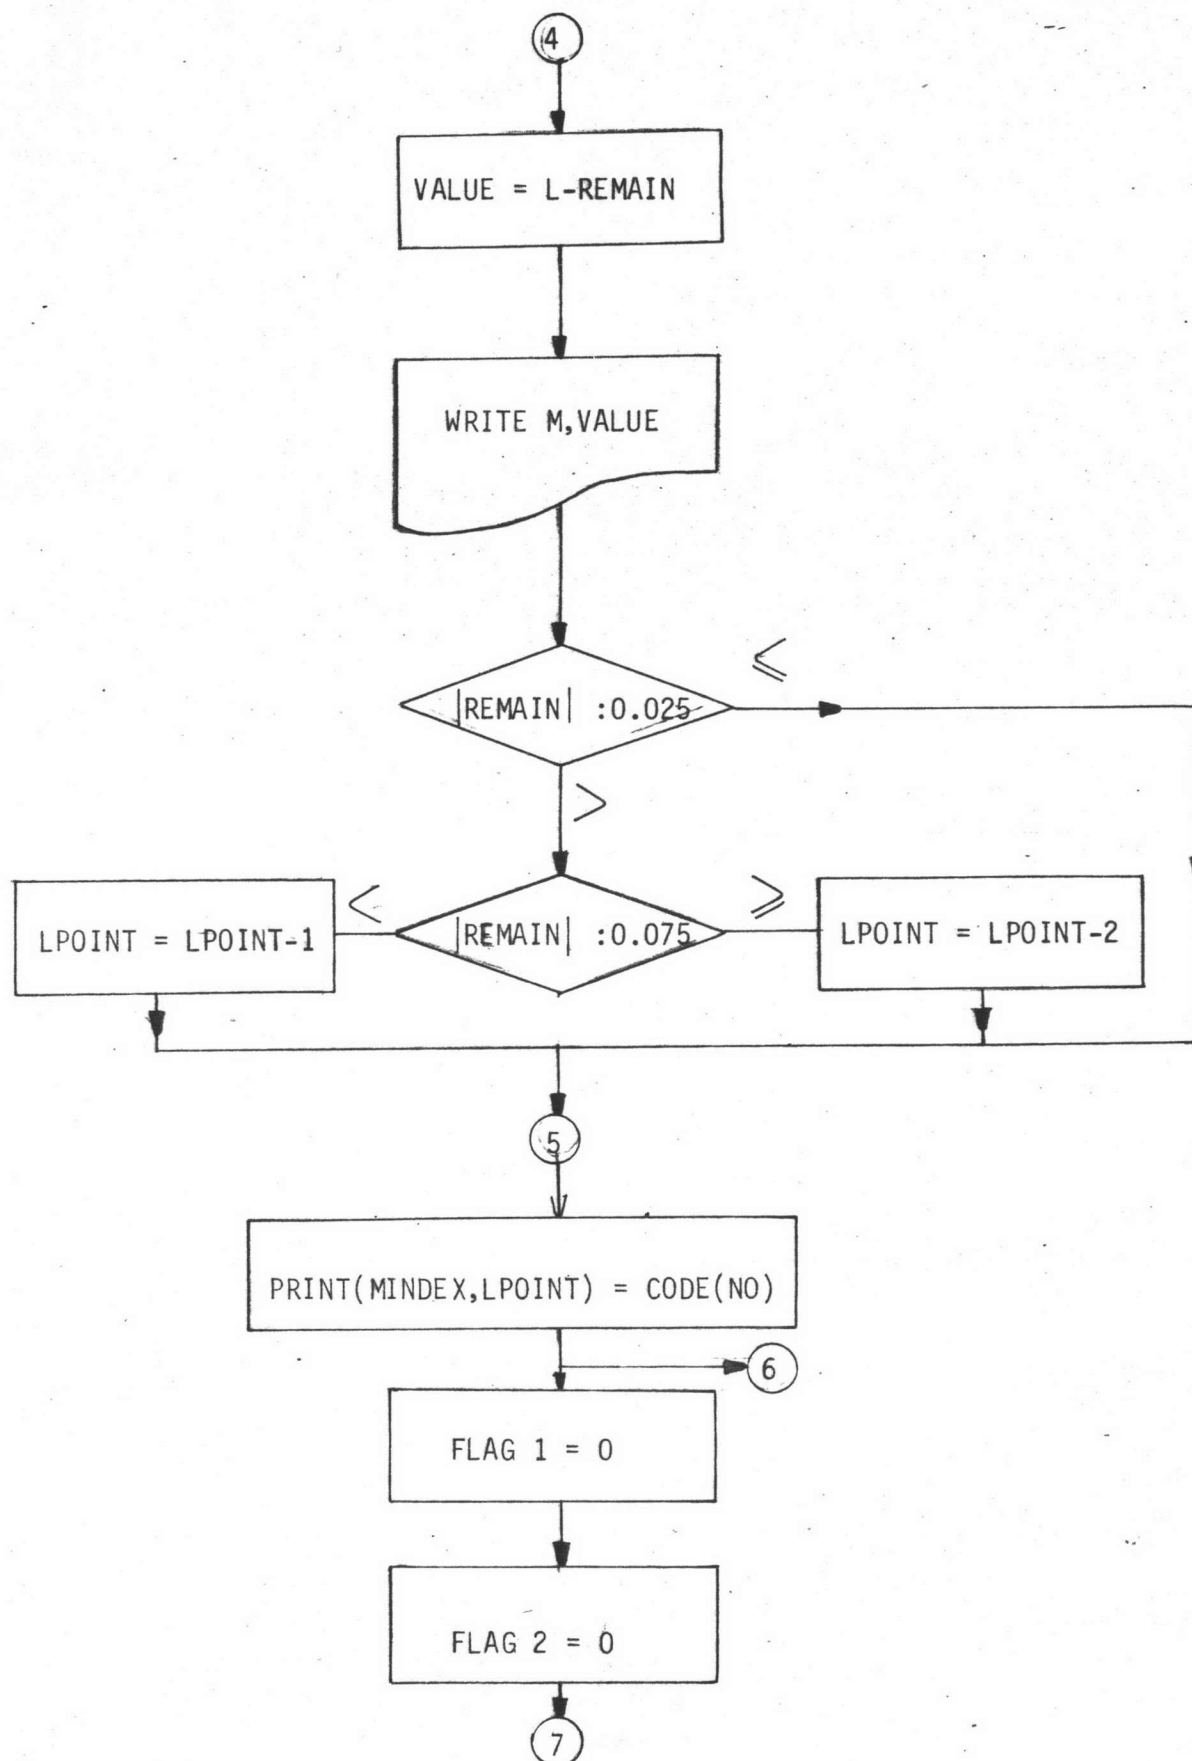 4
VALUE = L-REMAIN
WRITE M,VALUE
≤
|REMAIN| :0.025
>
<
≥
LPOINT = LPOINT-1
|REMAIN| :0.075
LPOINT = LPOINT-2
5
PRINT(MINDEX,LPOINT) = CODE(NO)
6
FLAG 1 = 0
FLAG 2 = 0
7